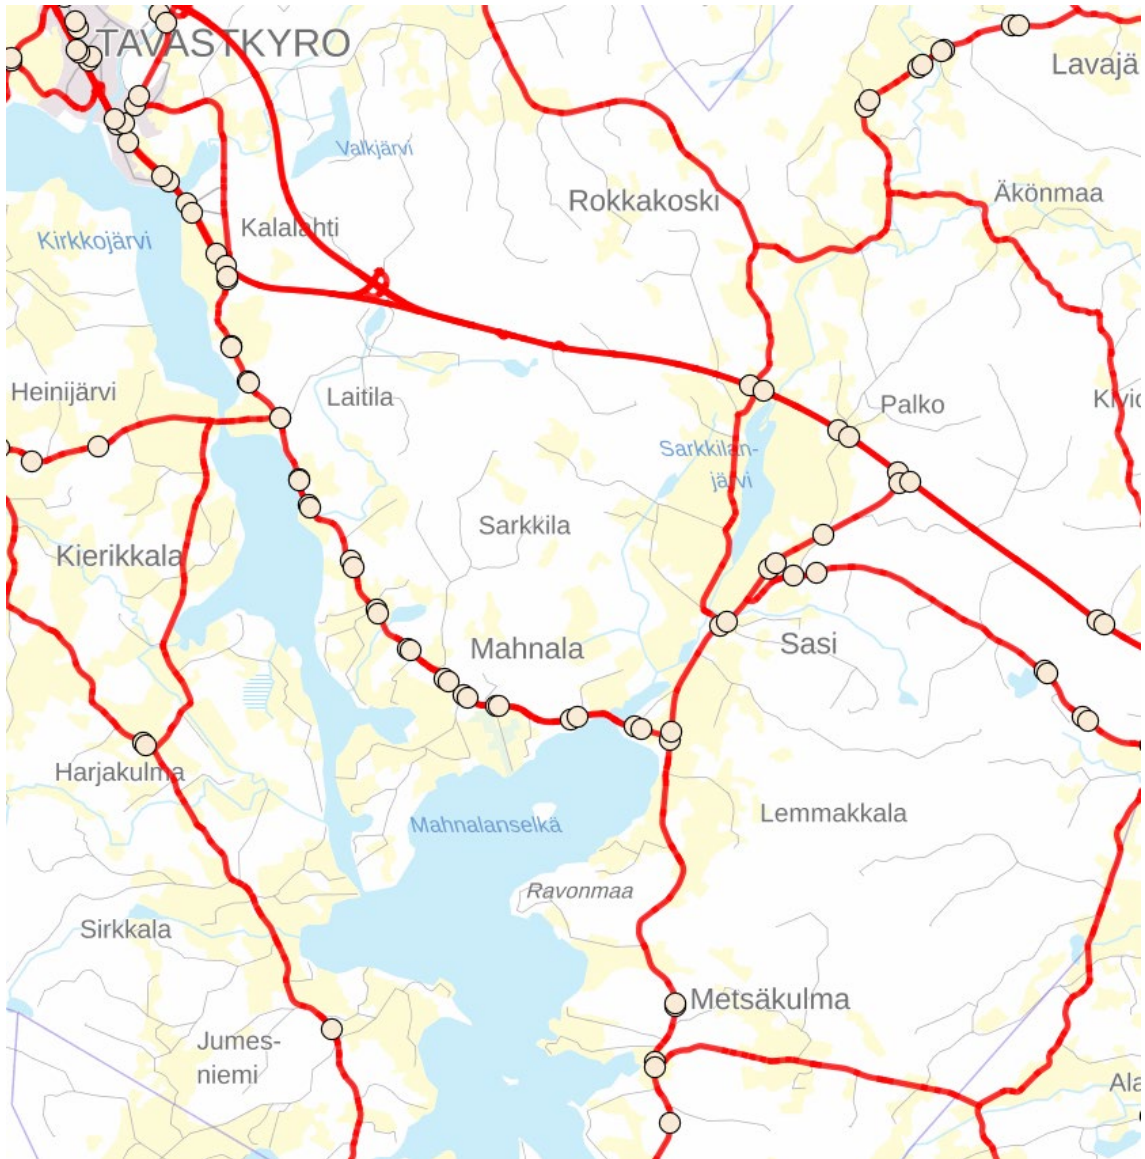 TAVASTKYRO
Lavajä
Valkjärvi
Rokkakoski
Äkönmaa
Kirkkojärvi
Kalalahti
Heinijärvi
Laitila
Palko
Sarkkilan-
järvi
Sarkkila
Kierikkala
Mahnala
Sasi
Harjakulma
Mahnalanselkä
Lemmakkala
Ravonmaa
Sirkkala
Metsäkulma
Jumes-
niemi
Ala